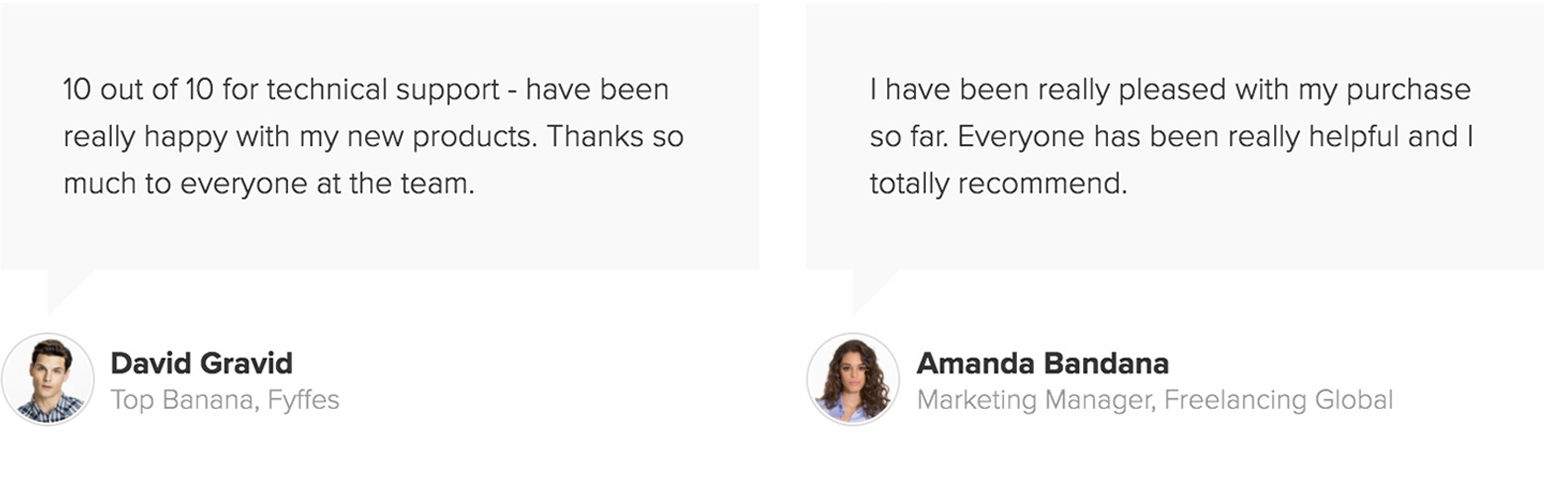 10 out of 10 for technical support - have been
really happy with my new products. Thanks so
much to everyone at the team.
David Gravid
Top Banana, Fyffes
I have been really pleased with my purchase
so far. Everyone has been really helpful and I
totally recommend.
Amanda Bandana
Marketing Manager, Freelancing Global